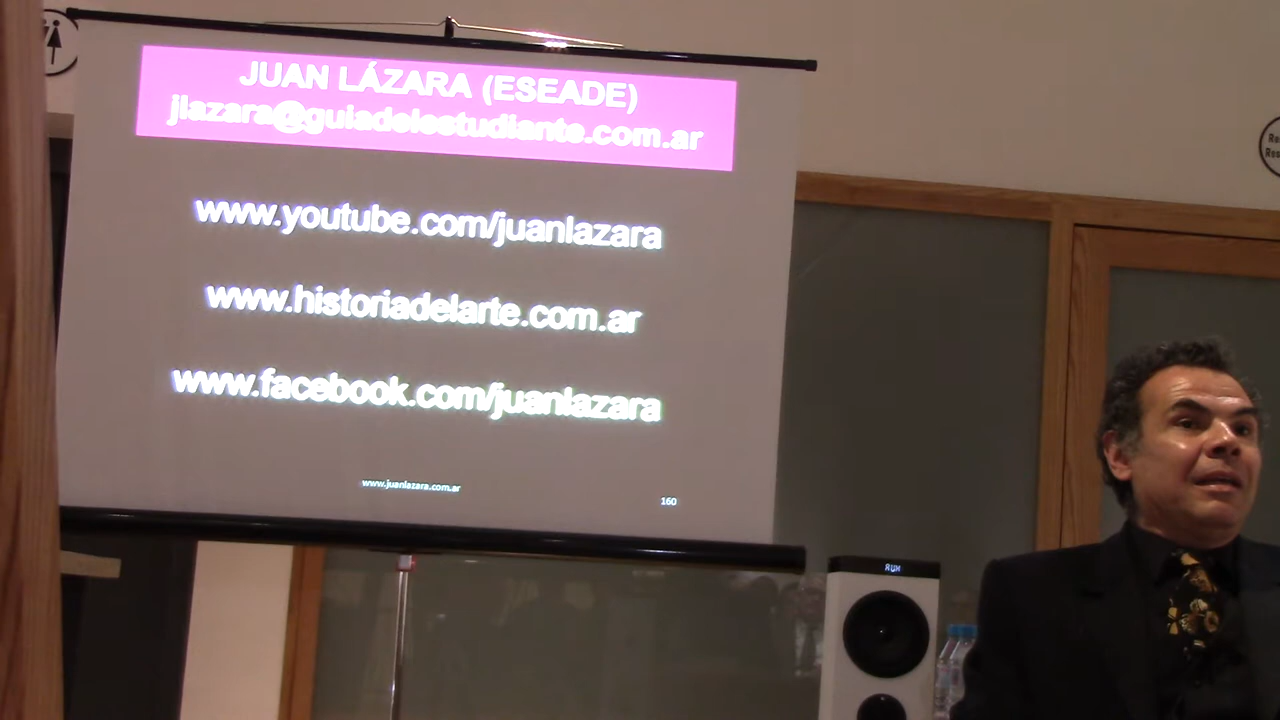 JUAN LÁZARA (ESEADE)
jlazara@guiadelestudiante.com.ar
www.youtube.com/juanlazara
www.historiadelarte.com.ar
www.facebook.com/juanlazara
www.juanlazara.com.ar
160
AUX